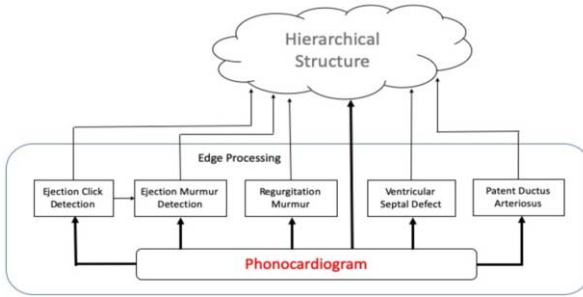 Hierarchical
Structure
Edge Processing
Ejection Click
Detection
Ejection Murmur
Detection
Regurgitation
Murmur
Ventricular
Septal Defect
Patent Ductus
Arteriosus
Phonocardiogram